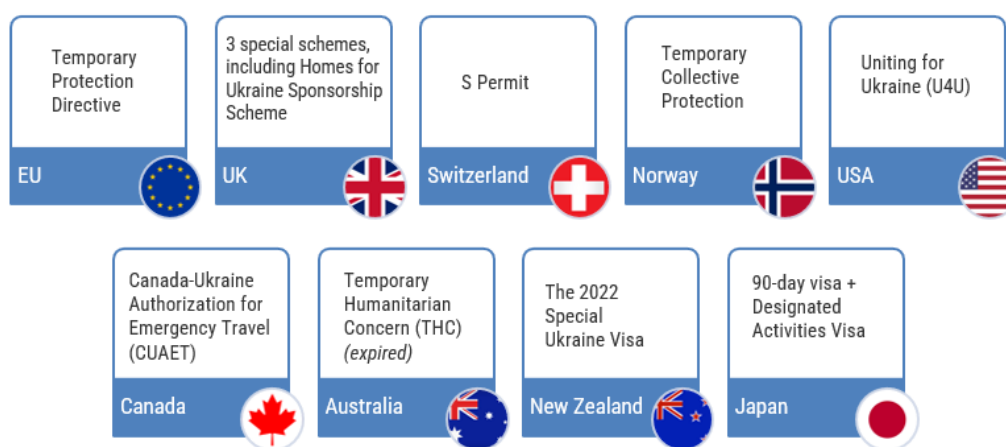 Temporary
Protection
Directive
EU
3 special schemes,
including Homes for
Ukraine Sponsorship
Scheme
UK
S Permit
Switzerland
Temporary
Collective
Protection
Norway
Uniting for
Ukraine (U4U)
USA
Canada-Ukraine
Authorization for
Emergency Travel
(CUAET)
Canada
Temporary
Humanitarian
Concern (THC)
(expired)
Australia
The 2022
Special
Ukraine Visa
New Zealand
90-day visa +
Designated
Activities Visa
Japan